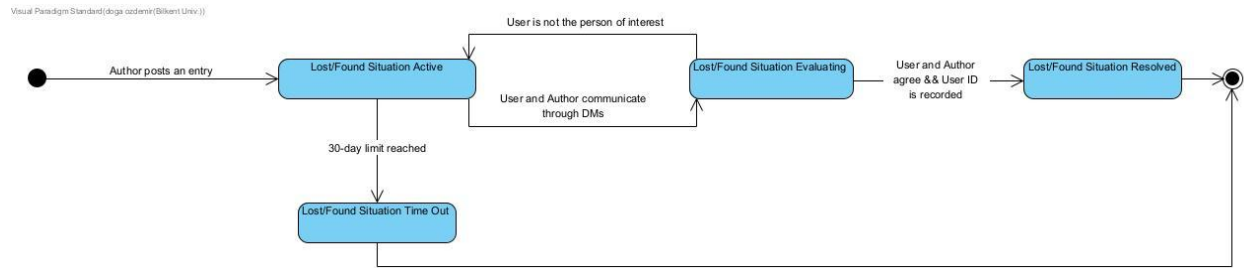 Visual Paradigm Standard(doga ozdemir(Bilkent Univ.))
User is not the person of interest
Author posts an entry
Lost/Found Situation Active
Lost/Found Situation Evaluating
User and Author
agree && User ID
is recorded
Lost/Found Situation Resolved
User and Author communicate
through DMs
30-day limit reached
Lost/Found Situation Time Out